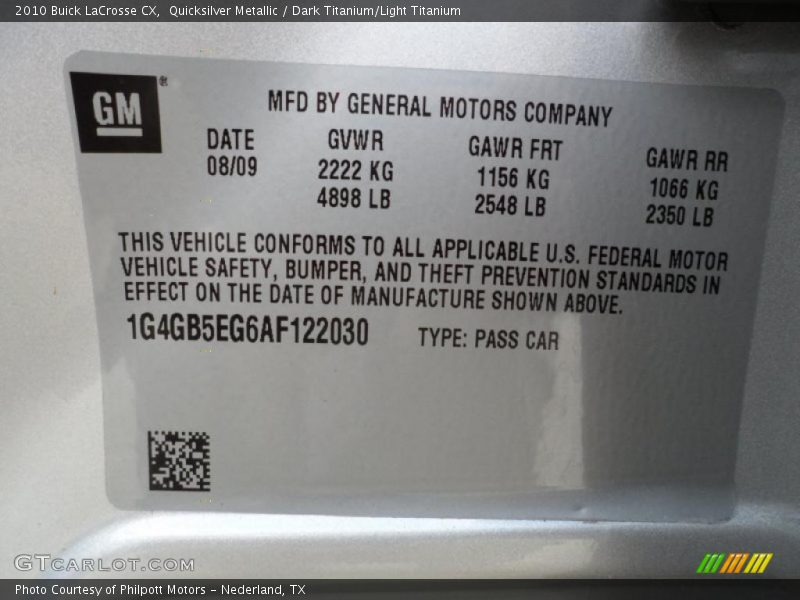 2010 Buick LaCrosse CX,  Quicksilver Metallic / Dark Titanium/Light Titanium
GM ®
MFD BY GENERAL MOTORS COMPANY
DATE GVWR GAWR FRT GAWR RR
08/09 2222 KG 1156 KG 1066 KG
4898 LB 2548 LB 2350 LB
THIS VEHICLE CONFORMS TO ALL APPLICABLE U.S. FEDERAL MOTOR
VEHICLE SAFETY, BUMPER, AND THEFT PREVENTION STANDARDS IN
EFFECT ON THE DATE OF MANUFACTURE SHOWN ABOVE.
1G4GB5EG6AF122030 TYPE: PASS CAR
GTCARLOT.COM
Photo Courtesy of Philpott Motors - Nederland, TX